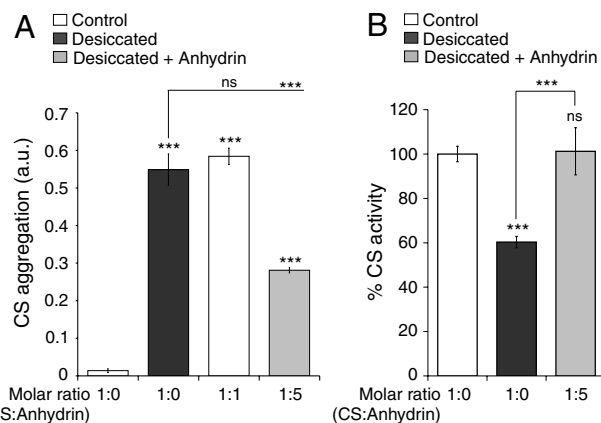 A
Control
Desiccated
Desiccated + Anhydrin
ns
***
0.7
0.6
0.5
0.4
0.3
0.2
0.1
0
CS aggregation (a.u.)
***
***
***
Molar ratio 1:0 1:0 1:1 1:5
S:Anhydrin)
B
Control
Desiccated
Desiccated + Anhydrin
***
ns
120
100
80
60
40
20
0
% CS activity
***
Molar ratio 1:0 1:0 1:5
(CS:Anhydrin)